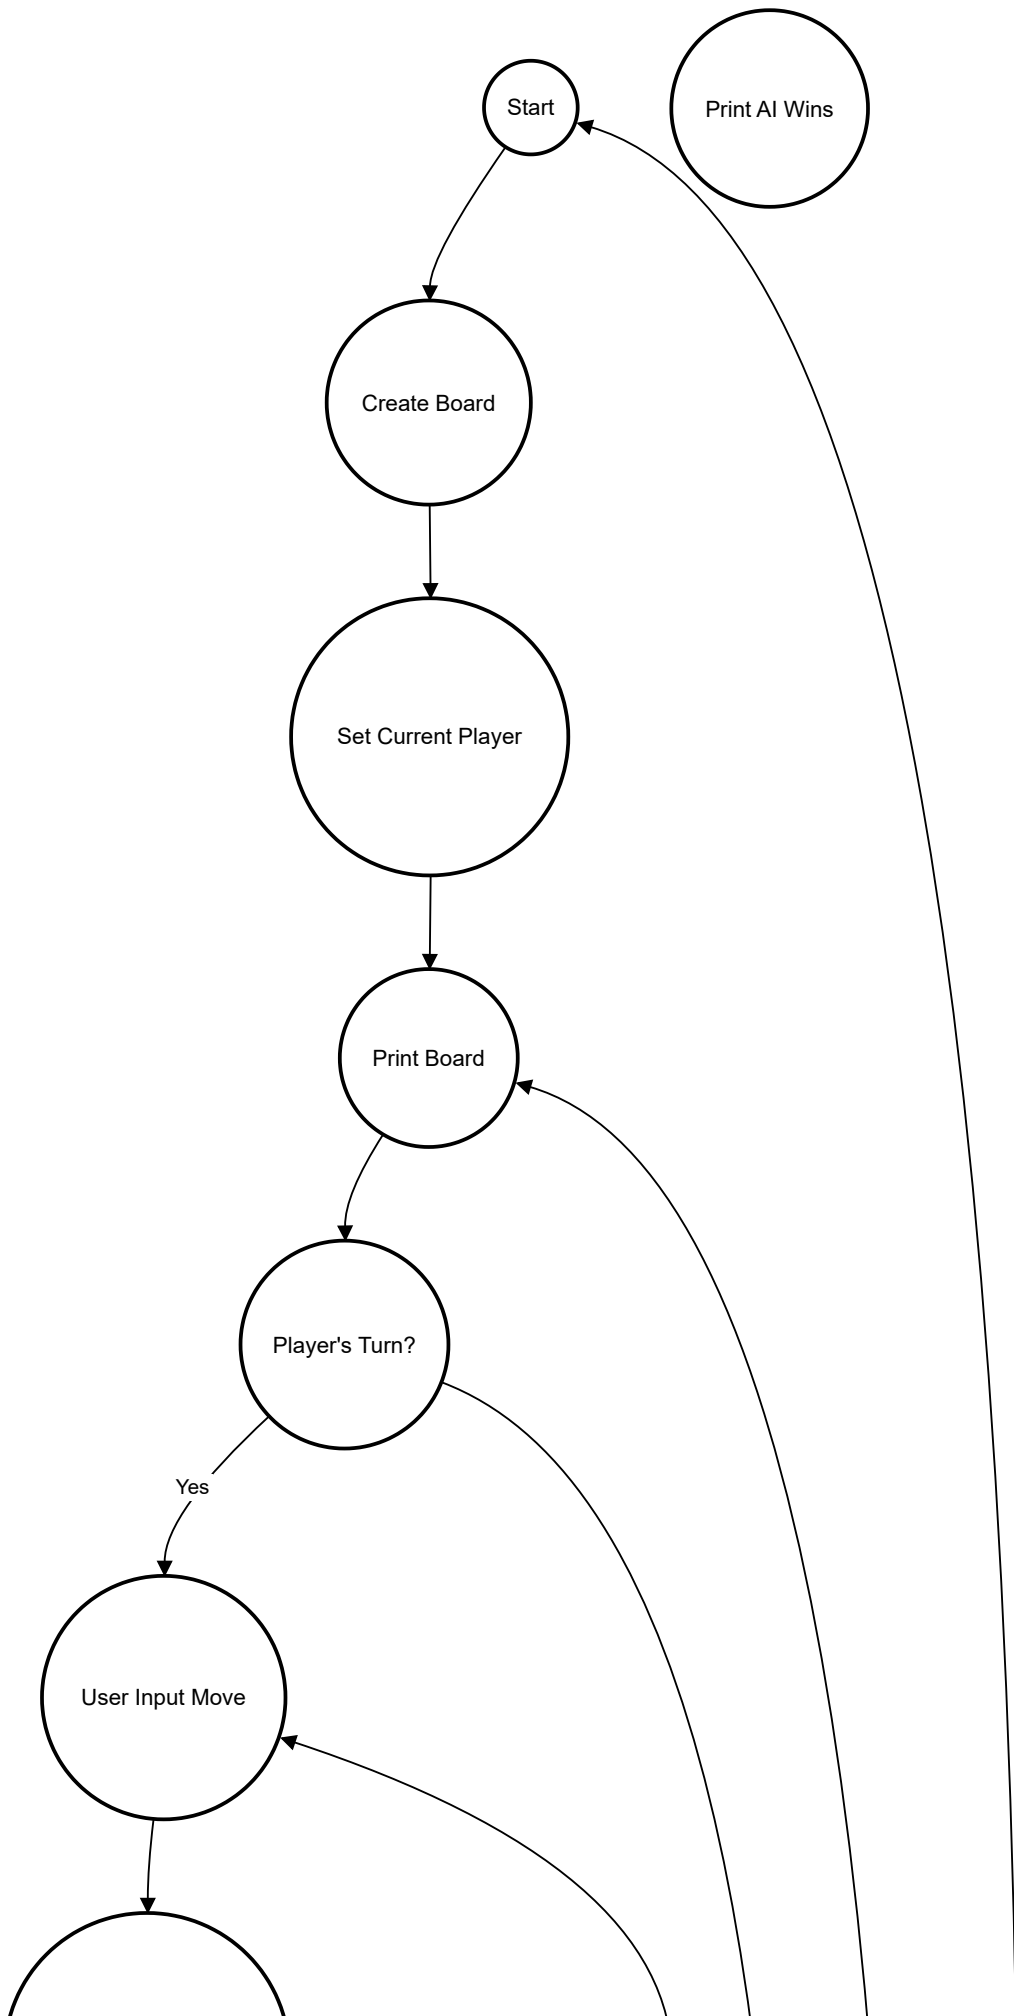 Start
Print AI Wins
Create Board
Set Current Player
Print Board
Player's Turn?
Yes
User Input Move